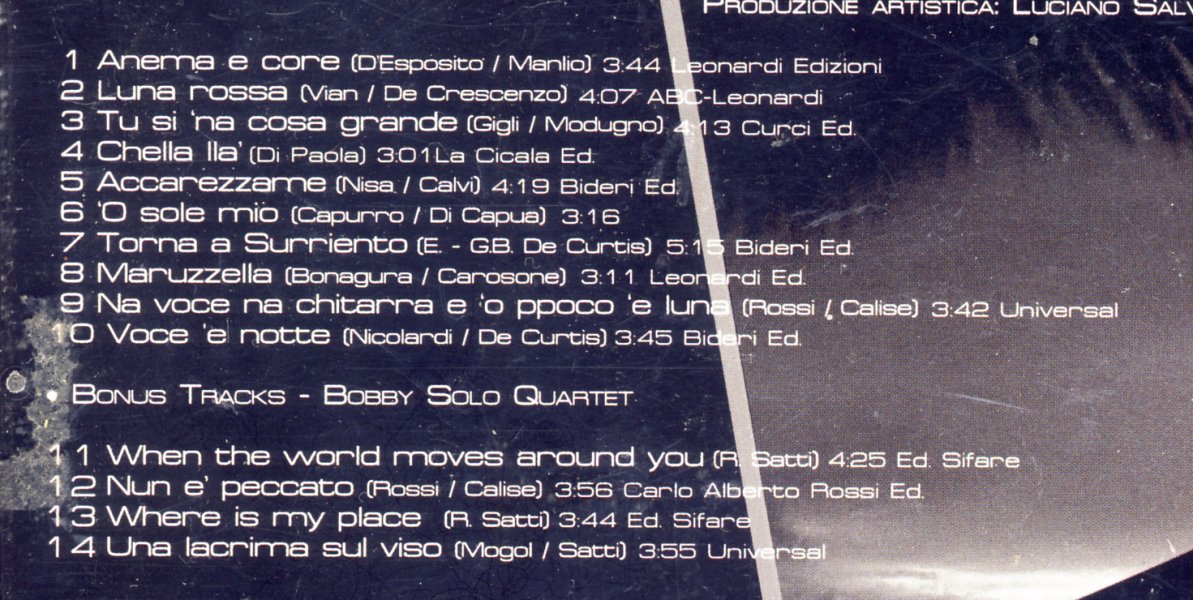 PRODUZIONE ARTISTICA: LUCIANO
1 Anema e core (D'Esposito / Manlio) 3:44 Leonardi Edizioni
2 Luna rossa (Vian / De Crescenzo) 4:07 ABC-Leonardi
3 Tu si 'na cosa grande (Gigli / Modugno) 4:13 Curci Ed.
4 Chella lla' (Di Paola) 3:01La Cicala Ed.
5 Accarezzame (Nisa / Calvi) 4:19 Bideri Ed.
6 'O sole mio (Capurro / Di Capua) 3:16
7 Torna a Surriento (E. - G.B. De Curtis) 5:15 Bideri Ed.
8 Maruzzella (Bonagura / Carosone) 3:11 Leonardi Ed.
9 Na voce na chitarra e 'o ppoco 'e luna (Rossi / Calise) 3:42 Universal
10 Voce 'e notte (Nicolardi / De Curtis) 3:45 Bideri Ed.
• BONUS TRACKS - BOBBY SOLO QUARTET
11 When the world moves around you (R. Satti) 4:25 Ed. Sifare
12 Nun e' peccato (Rossi / Calise) 3:56 Carlo Alberto Rossi Ed.
13 Where is my place (R. Satti) 3:44 Ed. Sifare
14 Una lacrima sul viso (Mogol / Satti) 3:55 Universal